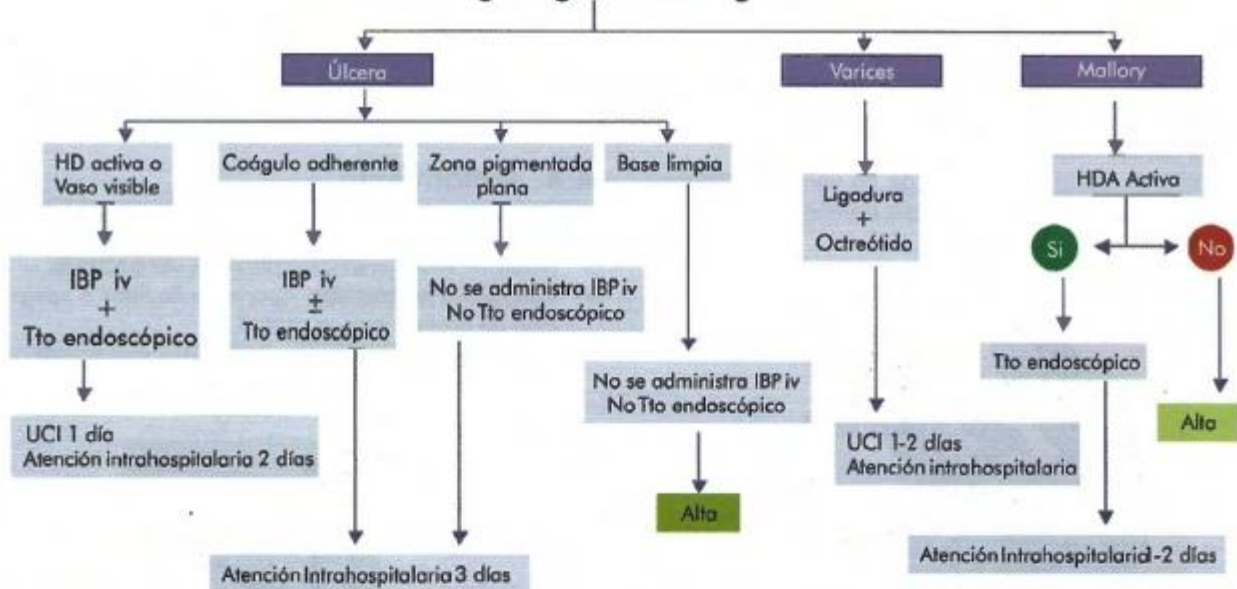 Úlcera
Varices
Mallory
HD activa o
Vaso visible
Coágulo adherente
Zona pigmentada
plana
Base limpia
HDA Activa
Ligadura
+
Octreótido
Si
No
IBP iv
+
Tto endoscópico
IBP iv
±
Tto endoscópico
No se administra IBP iv
No Tto endoscópico
No se administra IBP iv
No Tto endoscópico
Tto endoscópico
Alta
UCI 1 día
Atención intrahospitalaria 2 días
UCI 1-2 días
Atención intrahospitalaria
Alta
Atención Intrahospitalaria 3 días
Atención Intrahospitalaria1-2 días